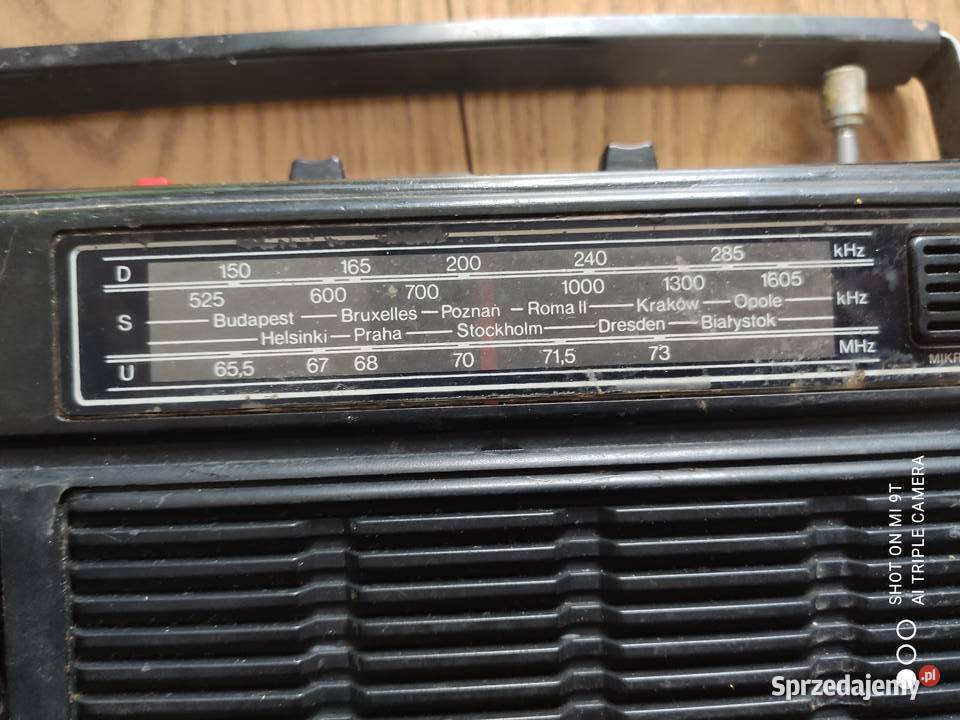 D 150 165 200 240 285 kHz
525 600 700 1000 1300 1605 kHz
S Budapest Bruxelles Poznań Roma II Kraków Opole
Helsinki Praha Stockholm Dresden Białystok
U 65,5 67 68 70 71,5 73 MHz
MIKR
SHOT ON MI 9T
AI TRIPLE CAMERA
Sprzedajemy.pl